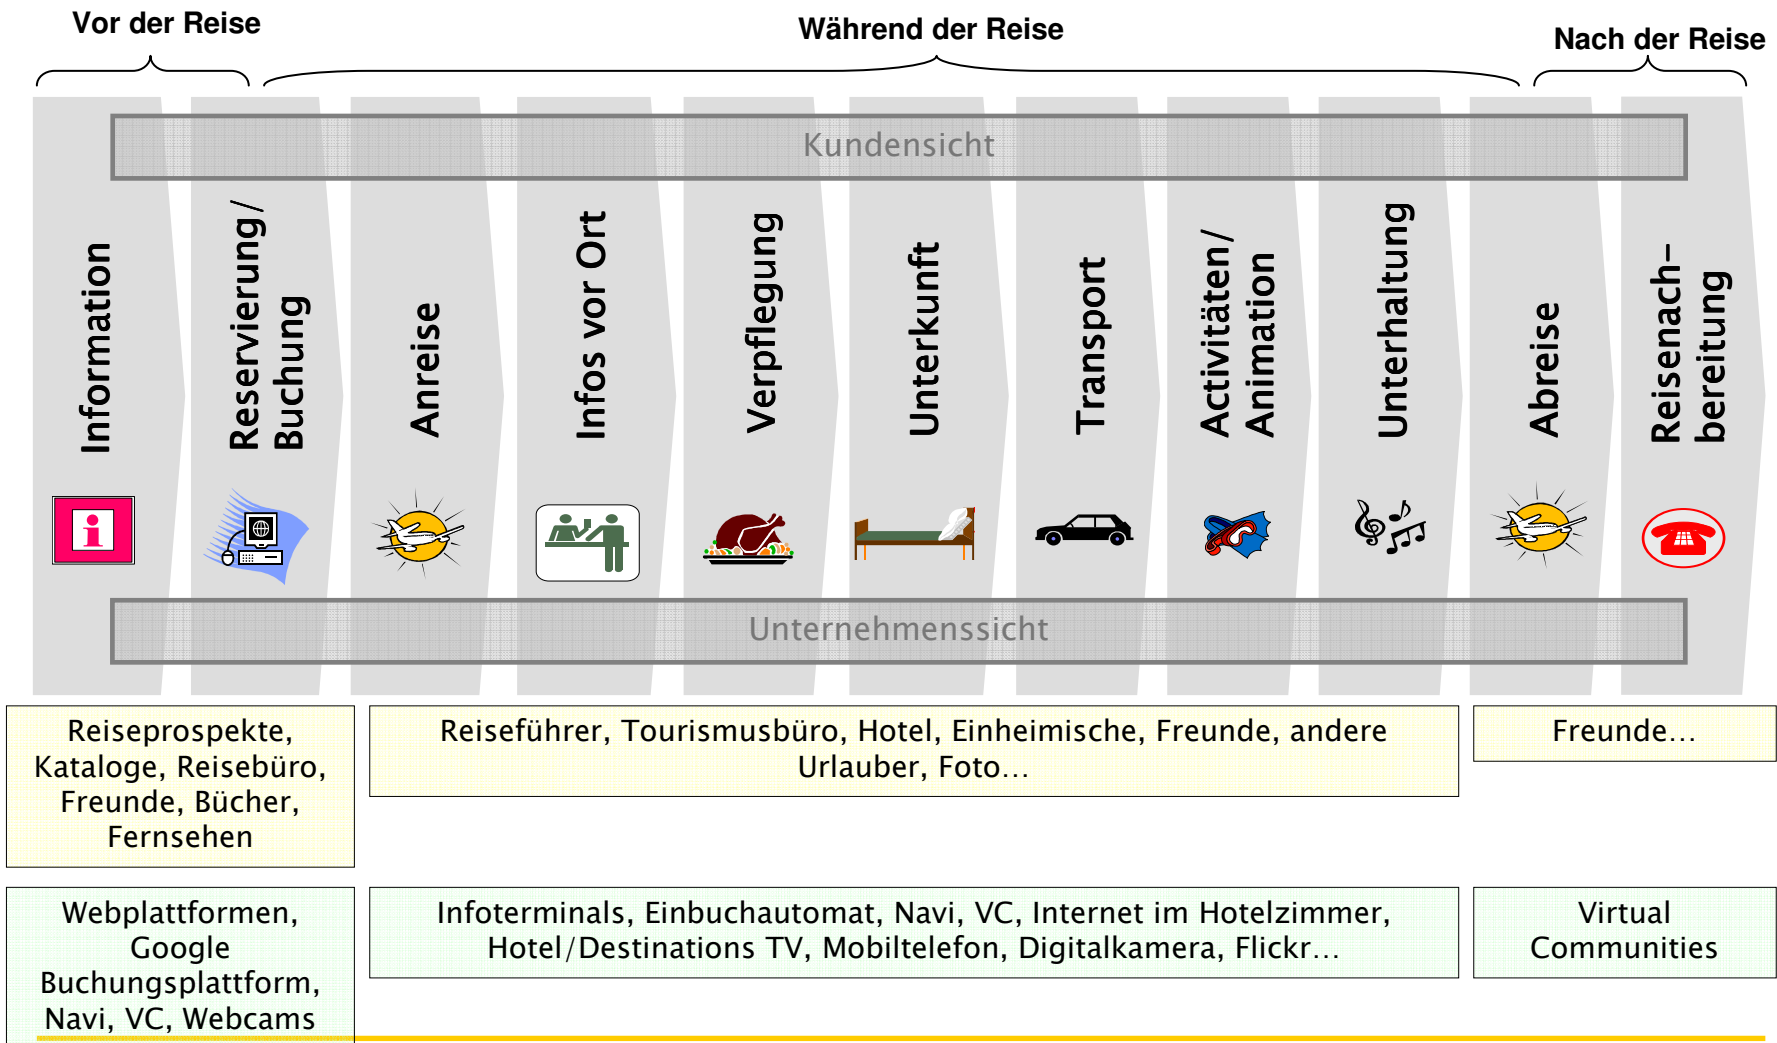 Vor der Reise
Während der Reise
Nach der Reise
Kundensicht
Information
Reservierung/
Buchung
Anreise
Infos vor Ort
Verpflegung
Unterkunft
Transport
Activitäten/
Animation
Unterhaltung
Abreise
Reisenach-
bereitung
i
Unternehmenssicht
Reiseprospekte,
Kataloge, Reisebüro,
Freunde, Bücher,
Fernsehen
Reiseführer, Tourismusbüro, Hotel, Einheimische, Freunde, andere
Urlauber, Foto...
Freunde...
Webplattformen,
Google
Buchungsplattform,
Navi, VC, Webcams
Infoterminals, Einbuchautomat, Navi, VC, Internet im Hotelzimmer,
Hotel/Destinations TV, Mobiltelefon, Digitalkamera, Flickr...
Virtual
Communities